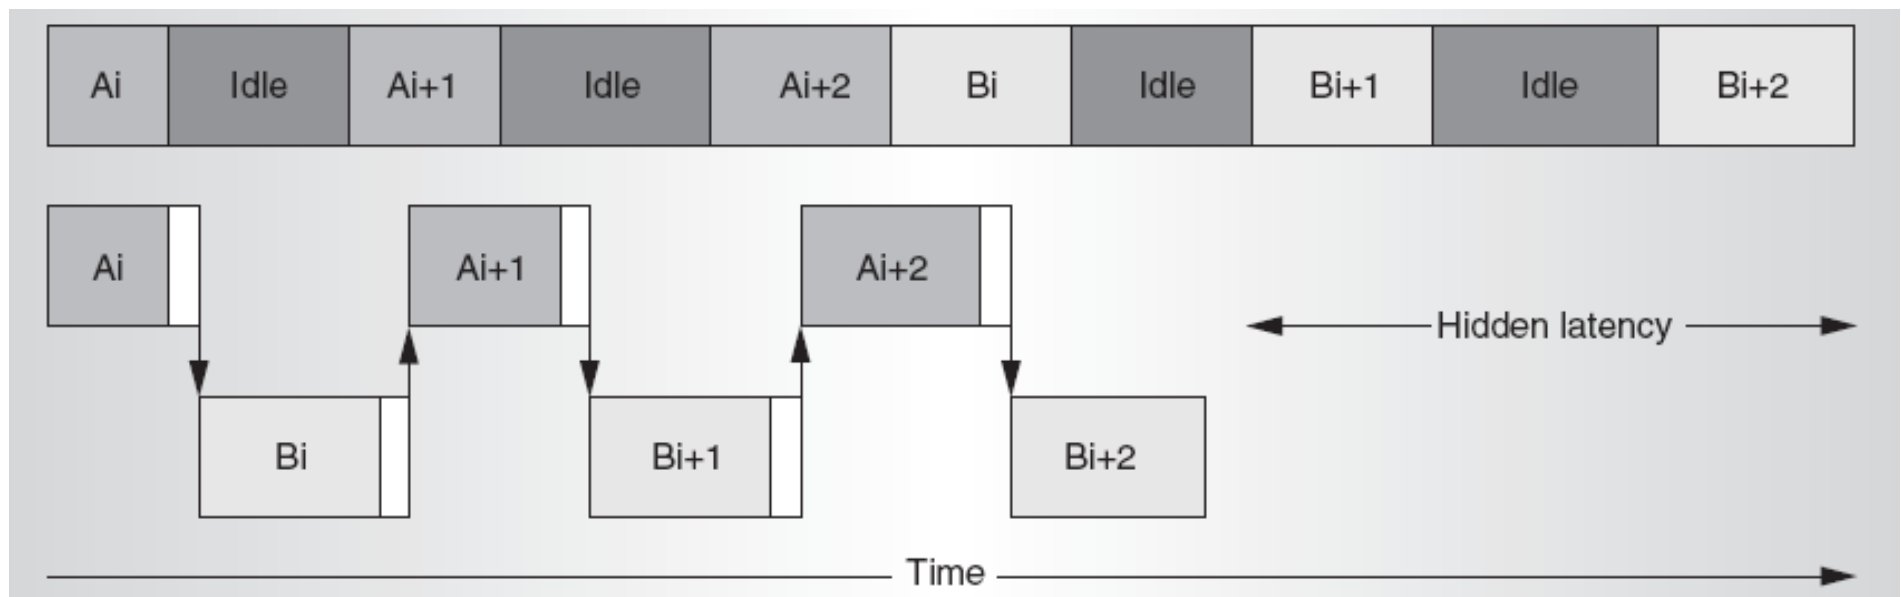 Ai Idle Ai+1 Idle Ai+2 Bi Idle Bi+1 Idle Bi+2
Ai Ai+1 Ai+2
Hidden latency
Bi Bi+1 Bi+2
Time